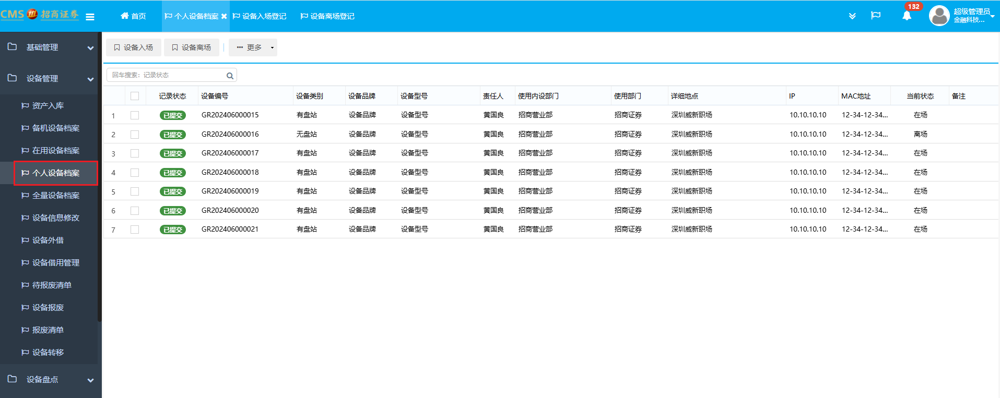 CMS 招商证券
首页
个人设备档案
设备入场登记
设备离场登记
132
超级管理员
金融科技...
基础管理
设备管理
资产入库
备机设备档案
在用设备档案
个人设备档案
全量设备档案
设备信息修改
设备外借
设备借用管理
待报废清单
设备报废
报废清单
设备转移
设备盘点
设备入场 设备离场 更多
回车搜索：记录状态
记录状态 设备编号 设备类别 设备品牌 设备型号 责任人 使用内设部门 使用部门 详细地点 IP MAC地址 当前状态 备注
1 已提交 GR202406000015 有盘站 设备品牌 设备型号 黄国良 招商营业部 招商证券 深圳威新职场 10.10.10.10 12-34-12-34... 在场
2 已提交 GR202406000016 无盘站 设备品牌 设备型号 黄国良 招商营业部 招商证券 深圳威新职场 10.10.10.10 12-34-12-34... 离场
3 已提交 GR202406000017 有盘站 设备品牌 设备型号 黄国良 招商营业部 招商证券 深圳威新职场 10.10.10.10 12-34-12-34... 在场
4 已提交 GR202406000018 有盘站 设备品牌 设备型号 黄国良 招商营业部 招商证券 深圳威新职场 10.10.10.10 12-34-12-34... 在场
5 已提交 GR202406000019 有盘站 设备品牌 设备型号 黄国良 招商营业部 招商证券 深圳威新职场 10.10.10.10 12-34-12-34... 在场
6 已提交 GR202406000020 有盘站 设备品牌 设备型号 黄国良 招商营业部 招商证券 深圳威新职场 10.10.10.10 12-34-12-34... 在场
7 已提交 GR202406000021 有盘站 设备品牌 设备型号 黄国良 招商营业部 招商证券 深圳威新职场 10.10.10.10 12-34-12-34... 在场